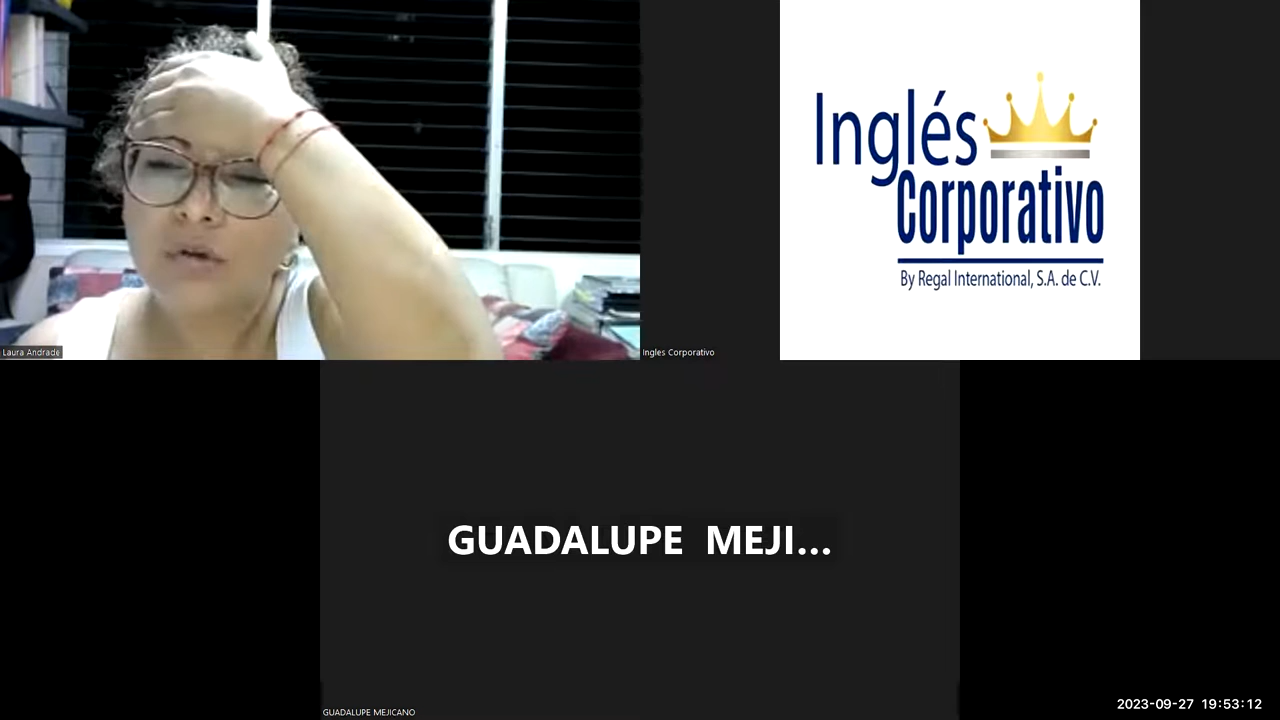 Inglés
Corporativo
By Regal International, S.A. de C.V.
Laura Andrade
Ingles Corporativo
GUADALUPE MEJI...
GUADALUPE MEJICANO
2023-09-27 19:53:12